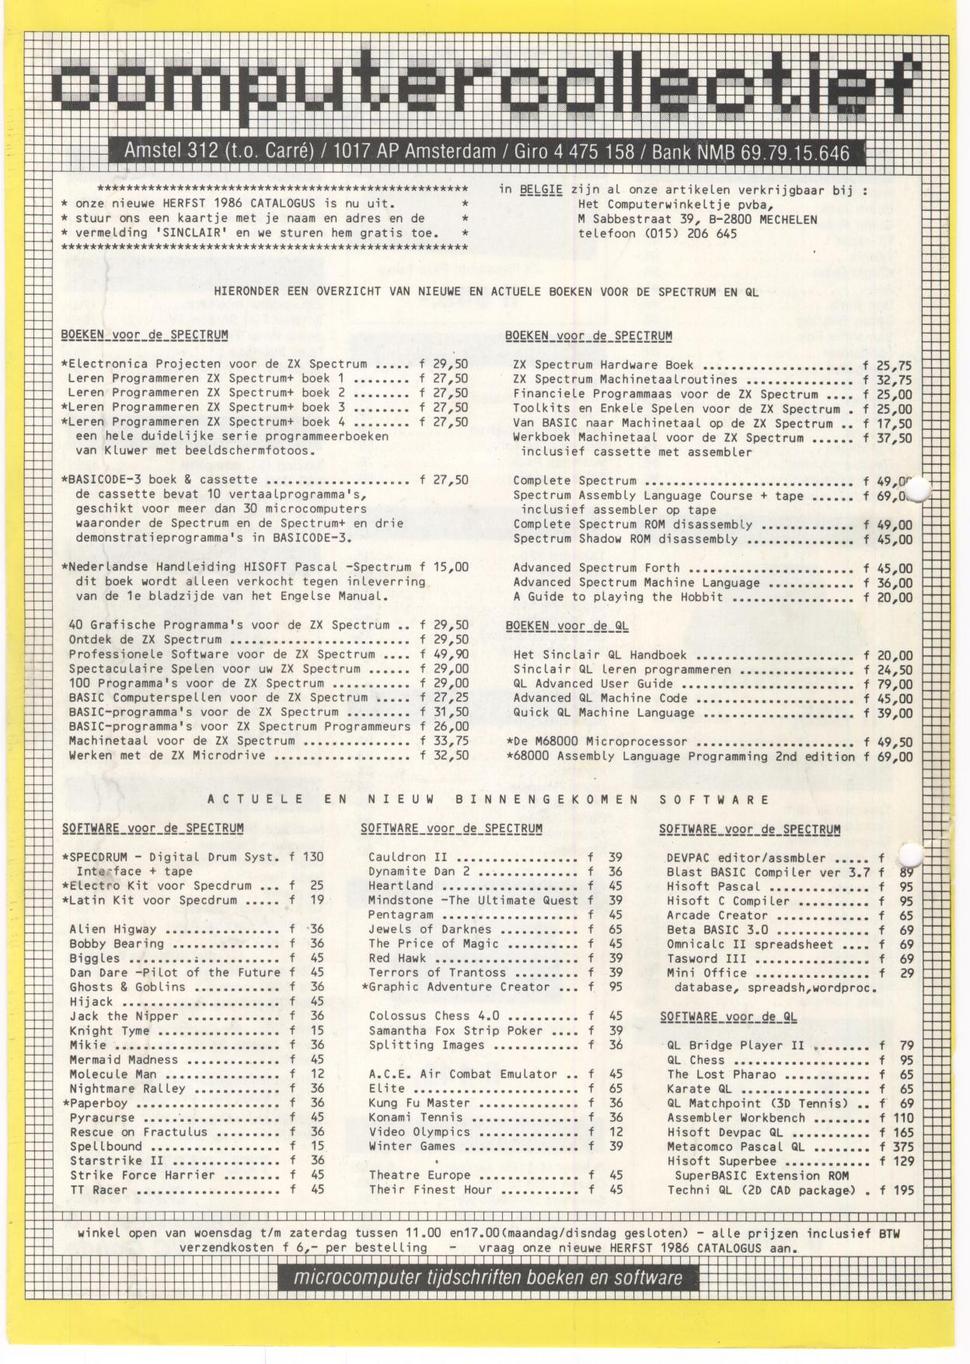 computercollectief
Amstel 312 (t.o. Carré) / 1017 AP Amsterdam / Giro 4 475 158 / Bank NMB 69.79.15.646
***************************************************
* onze nieuwe HERFST 1986 CATALOGUS is nu uit. *
* stuur ons een kaartje met je naam en adres en de *
* vermelding 'SINCLAIR' en we sturen hem gratis toe. *
***************************************************
in BELGIE zijn al onze artikelen verkrijgbaar bij :
Het Computerwinkeltje pvba,
M Sabbestraat 39, B-2800 MECHELEN
telefoon (015) 206 645
HIERONDER EEN OVERZICHT VAN NIEUWE EN ACTUELE BOEKEN VOOR DE SPECTRUM EN QL
BOEKEN voor de SPECTRUM
*Electronica Projecten voor de ZX Spectrum ..... f 29,50
Leren Programmeren ZX Spectrum+ boek 1 ........ f 27,50
Leren Programmeren ZX Spectrum+ boek 2 ........ f 27,50
*Leren Programmeren ZX Spectrum+ boek 3 ........ f 27,50
*Leren Programmeren ZX Spectrum+ boek 4 ........ f 27,50
een hele duidelijke serie programmeerboeken
van Kluwer met beeldschermfotoos.
*BASICODE-3 boek & cassette .................... f 27,50
de cassette bevat 10 vertaalprogramma's,
geschikt voor meer dan 30 microcomputers
waaronder de Spectrum en de Spectrum+ en drie
demonstratieprogramma's in BASICODE-3.
*Nederlandse Handleiding HISOFT Pascal -Spectrum f 15,00
dit boek wordt alleen verkocht tegen inlevering
van de 1e bladzijde van het Engelse Manual.
40 Grafische Programma's voor de ZX Spectrum .. f 29,50
Ontdek de ZX Spectrum ......................... f 29,50
Professionele Software voor de ZX Spectrum .... f 49,90
Spectaculaire Spelen voor uw ZX Spectrum ...... f 29,00
100 Programma's voor de ZX Spectrum ........... f 29,00
BASIC Computerspellen voor de ZX Spectrum ..... f 27,25
BASIC-programma's voor de ZX Spectrum ......... f 31,50
BASIC-programma's voor ZX Spectrum Programmeurs f 26,00
Machinetaal voor de ZX Spectrum ............... f 33,75
Werken met de ZX Microdrive ................... f 32,50
BOEKEN voor de SPECTRUM
ZX Spectrum Hardware Boek ..................... f 25,75
ZX Spectrum Machinetaalroutines ............... f 32,75
Financiele Programmaas voor de ZX Spectrum .... f 25,00
Toolkits en Enkele Spelen voor de ZX Spectrum . f 25,00
Van BASIC naar Machinetaal op de ZX Spectrum .. f 17,50
Werkboek Machinetaal voor de ZX Spectrum ...... f 37,50
inclusief cassette met assembler
Complete Spectrum ............................. f 49,0
Spectrum Assembly Language Course + tape ...... f 69,0
inclusief assembler op tape
Complete Spectrum ROM disassembly ............. f 49,00
Spectrum Shadow ROM disassembly ............... f 45,00
Advanced Spectrum Forth ....................... f 45,00
Advanced Spectrum Machine Language ............ f 36,00
A Guide to playing the Hobbit ................. f 20,00
BOEKEN voor de QL
Het Sinclair QL Handboek ...................... f 20,00
Sinclair QL leren programmeren ................ f 24,50
QL Advanced User Guide ........................ f 79,00
Advanced QL Machine Code ...................... f 45,00
Quick QL Machine Language ..................... f 39,00
*De M68000 Microprocessor ...................... f 49,50
*68000 Assembly Language Programming 2nd edition f 69,00
ACTUELE EN NIEUW BINNENGEKOMEN SOFTWARE
SOFTWARE voor de SPECTRUM
*SPECDRUM - Digital Drum Syst. f 130
Interface + tape
*Electro Kit voor Specdrum ... f 25
*Latin Kit voor Specdrum ..... f 19
Alien Higway ................ f 36
Bobby Bearing ............... f 36
Biggles ..................... f 45
Dan Dare -Pilot of the Future f 45
Ghosts & Goblins ............ f 36
Hijack ...................... f 45
Jack the Nipper ............. f 36
Knight Tyme ................. f 15
Mikie ....................... f 36
Mermaid Madness ............. f 45
Molecule Man ................ f 12
Nightmare Ralley ............ f 36
*Paperboy .................... f 36
Pyracurse ................... f 45
Rescue on Fractulus ......... f 36
Spellbound .................. f 15
Starstrike II ............... f 36
Strike Force Harrier ........ f 45
TT Racer .................... f 45
SOFTWARE voor de SPECTRUM
Cauldron II ................. f 39
Dynamite Dan 2 .............. f 36
Heartland ................... f 45
Mindstone -The Ultimate Quest f 39
Pentagram ................... f 45
Jewels of Darknes ........... f 65
The Price of Magic .......... f 45
Red Hawk .................... f 39
Terrors of Trantoss ......... f 39
*Graphic Adventure Creator ... f 95
Colossus Chess 4.0 .......... f 45
Samantha Fox Strip Poker .... f 39
Splitting Images ............ f 36
A.C.E. Air Combat Emulator .. f 45
Elite ....................... f 65
Kung Fu Master .............. f 36
Konami Tennis ............... f 36
Video Olympics .............. f 12
Winter Games ................ f 39
Theatre Europe .............. f 45
Their Finest Hour ........... f 45
SOFTWARE voor de SPECTRUM
DEVPAC editor/assmbler ..... f
Blast BASIC Compiler ver 3.7 f 89
Hisoft Pascal .............. f 95
Hisoft C Compiler .......... f 95
Arcade Creator ............. f 65
Beta BASIC 3.0 ............. f 69
Omnicalc II spreadsheet .... f 69
Tasword III ................ f 69
Mini Office ................ f 29
database, spreadsh,wordproc.
SOFTWARE voor de QL
QL Bridge Player II ........ f 79
QL Chess ................... f 95
The Lost Pharao ............ f 65
Karate QL .................. f 65
QL Matchpoint (3D Tennis) .. f 69
Assembler Workbench ........ f 110
Hisoft Devpac QL ........... f 165
Metacomco Pascal QL ........ f 375
Hisoft Superbee ............ f 129
SuperBASIC Extension ROM
Techni QL (2D CAD package) . f 195
winkel open van woensdag t/m zaterdag tussen 11.00 en17.00(maandag/disndag gesloten) - alle prijzen inclusief BTW
verzendkosten f 6,- per bestelling - vraag onze nieuwe HERFST 1986 CATALOGUS aan.
microcomputer tijdschriften boeken en software